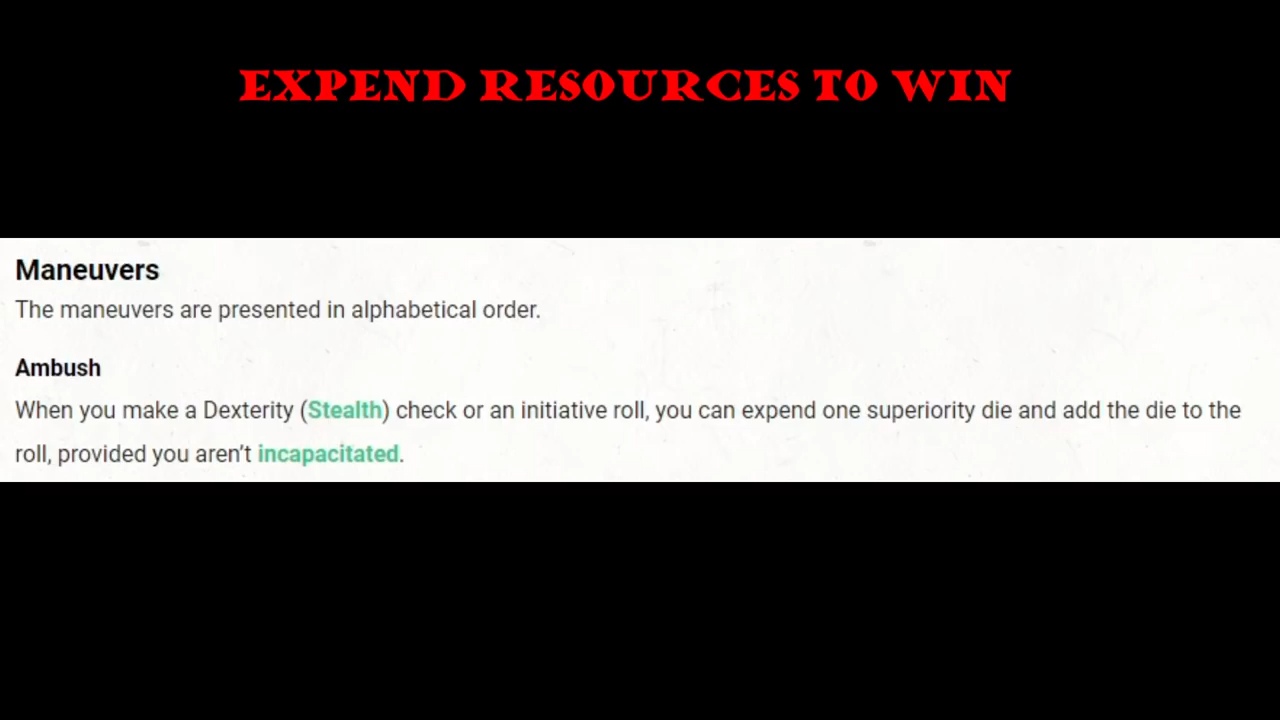 EXPEND RESOURCES TO WIN
Maneuvers
The maneuvers are presented in alphabetical order.
Ambush
When you make a Dexterity (Stealth) check or an initiative roll, you can expend one superiority die and add the die to the
roll, provided you aren’t incapacitated.